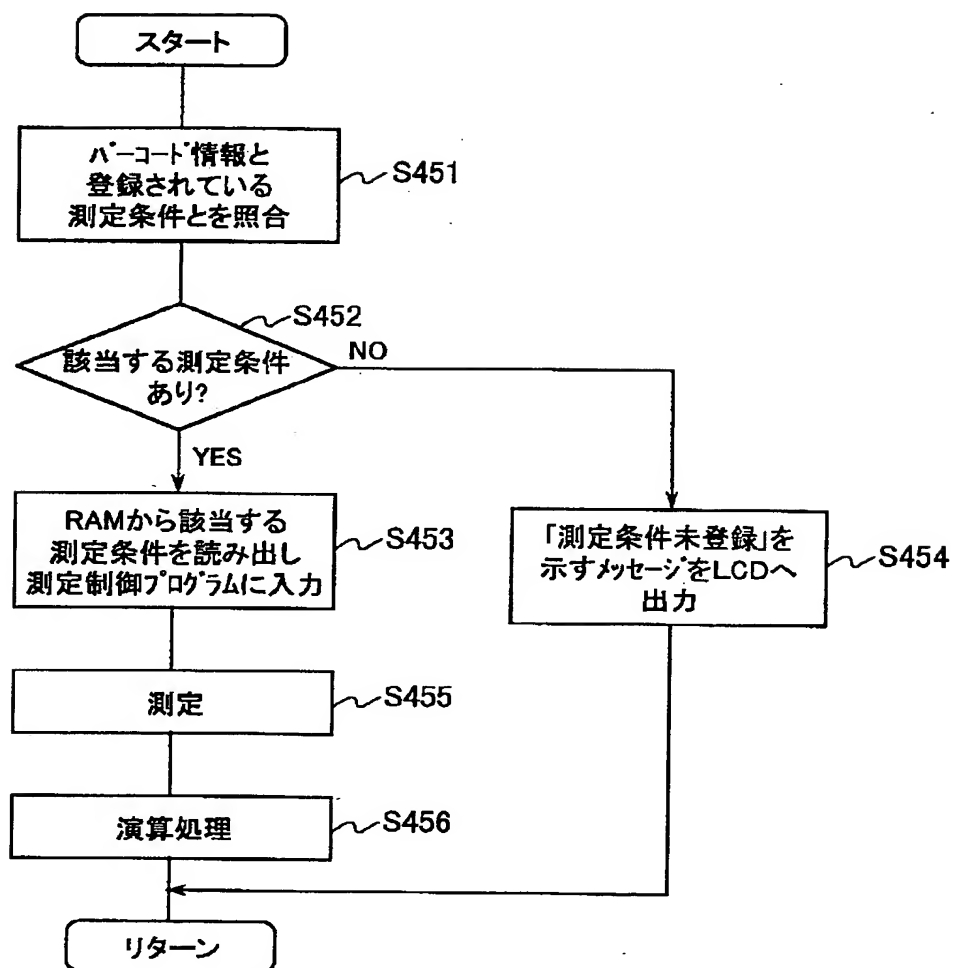 スタート
バーコード情報と
登録されている
測定条件とを照合
S451
S452
該当する測定条件
あり?
NO
YES
RAMから該当する
測定条件を読み出し
測定制御プログラムに入力
S453
「測定条件未登録」を
示すメッセージをLCDへ
出力
S454
測定
S455
演算処理
S456
リターン